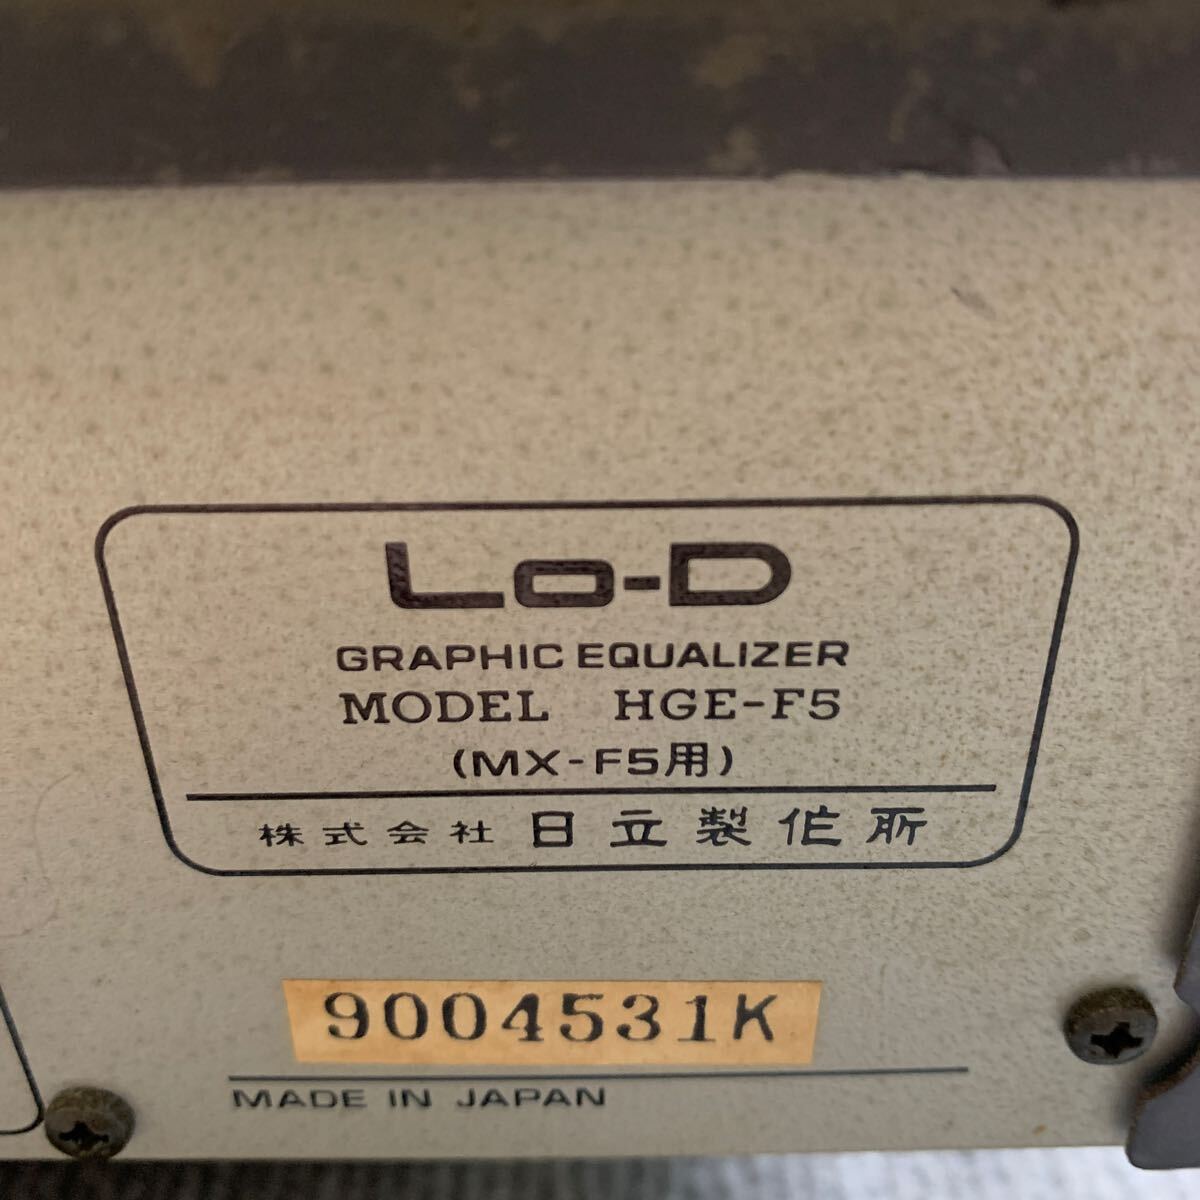 Lo-D
GRAPHIC EQUALIZER
MODEL HGE-F5
(MX-F5用)
株式会社 日立製作所
9004531K
MADE IN JAPAN